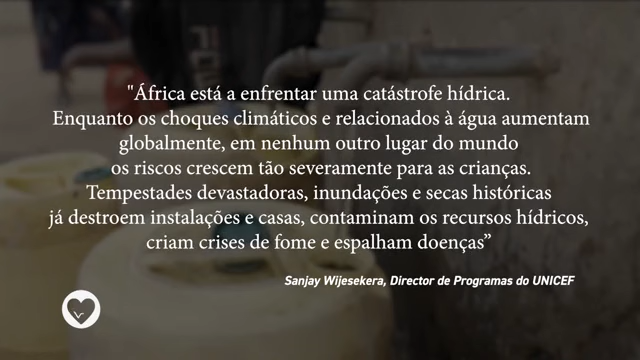 "África está a enfrentar uma catástrofe hídrica.
Enquanto os choques climáticos e relacionados à água aumentam
globalmente, em nenhum outro lugar do mundo
os riscos crescem tão severamente para as crianças.
Tempestades devastadoras, inundações e secas históricas
já destroem instalações e casas, contaminam os recursos hídricos,
criam crises de fome e espalham doenças”
Sanjay Wijesekera, Director de Programas do UNICEF